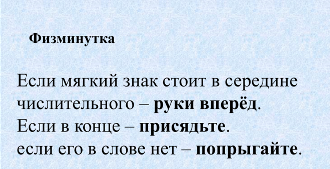 Физминутка
Если мягкий знак стоит в середине
числительного – руки вперёд.
Если в конце – присядьте.
если его в слове нет – попрыгайте.